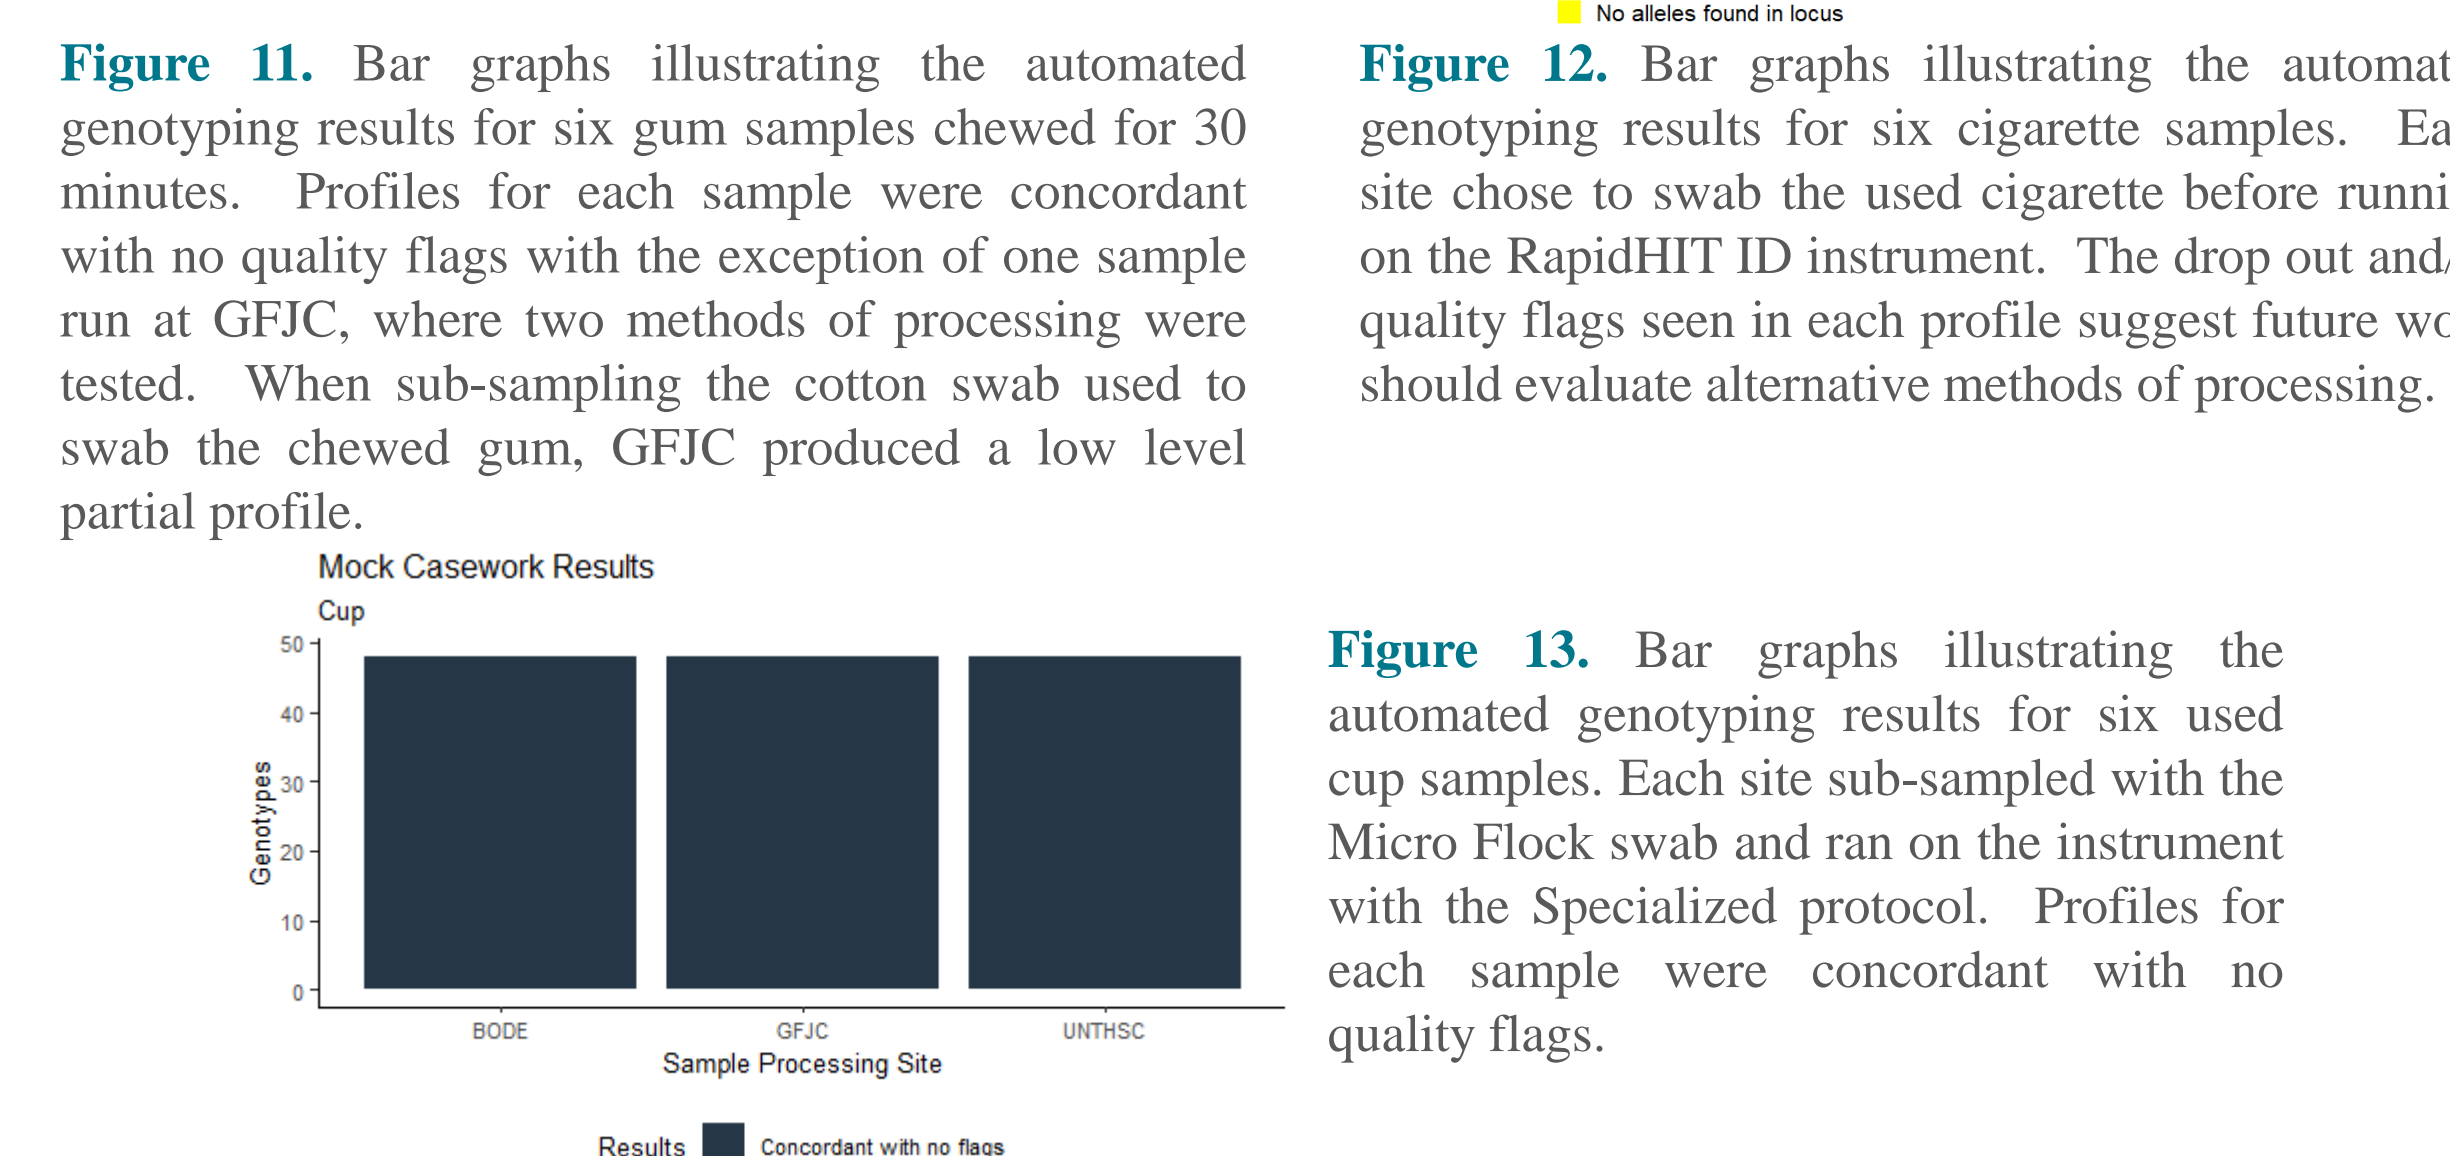 No alleles found in locus
Figure 11. Bar graphs illustrating the automated
genotyping results for six gum samples chewed for 30
minutes. Profiles for each sample were concordant
with no quality flags with the exception of one sample
run at GFJC, where two methods of processing were
tested. When sub-sampling the cotton swab used to
swab the chewed gum, GFJC produced a low level
partial profile.
Figure 12. Bar graphs illustrating the automat
genotyping results for six cigarette samples. Ea
site chose to swab the used cigarette before runni
on the RapidHIT ID instrument. The drop out and/
quality flags seen in each profile suggest future wo
should evaluate alternative methods of processing.
Mock Casework Results
Cup
50
40
30
20
10
0
Genotypes
BODE GFJC UNTHSC
Sample Processing Site
Results Concordant with no flags
Figure 13. Bar graphs illustrating the
automated genotyping results for six used
cup samples. Each site sub-sampled with the
Micro Flock swab and ran on the instrument
with the Specialized protocol. Profiles for
each sample were concordant with no
quality flags.